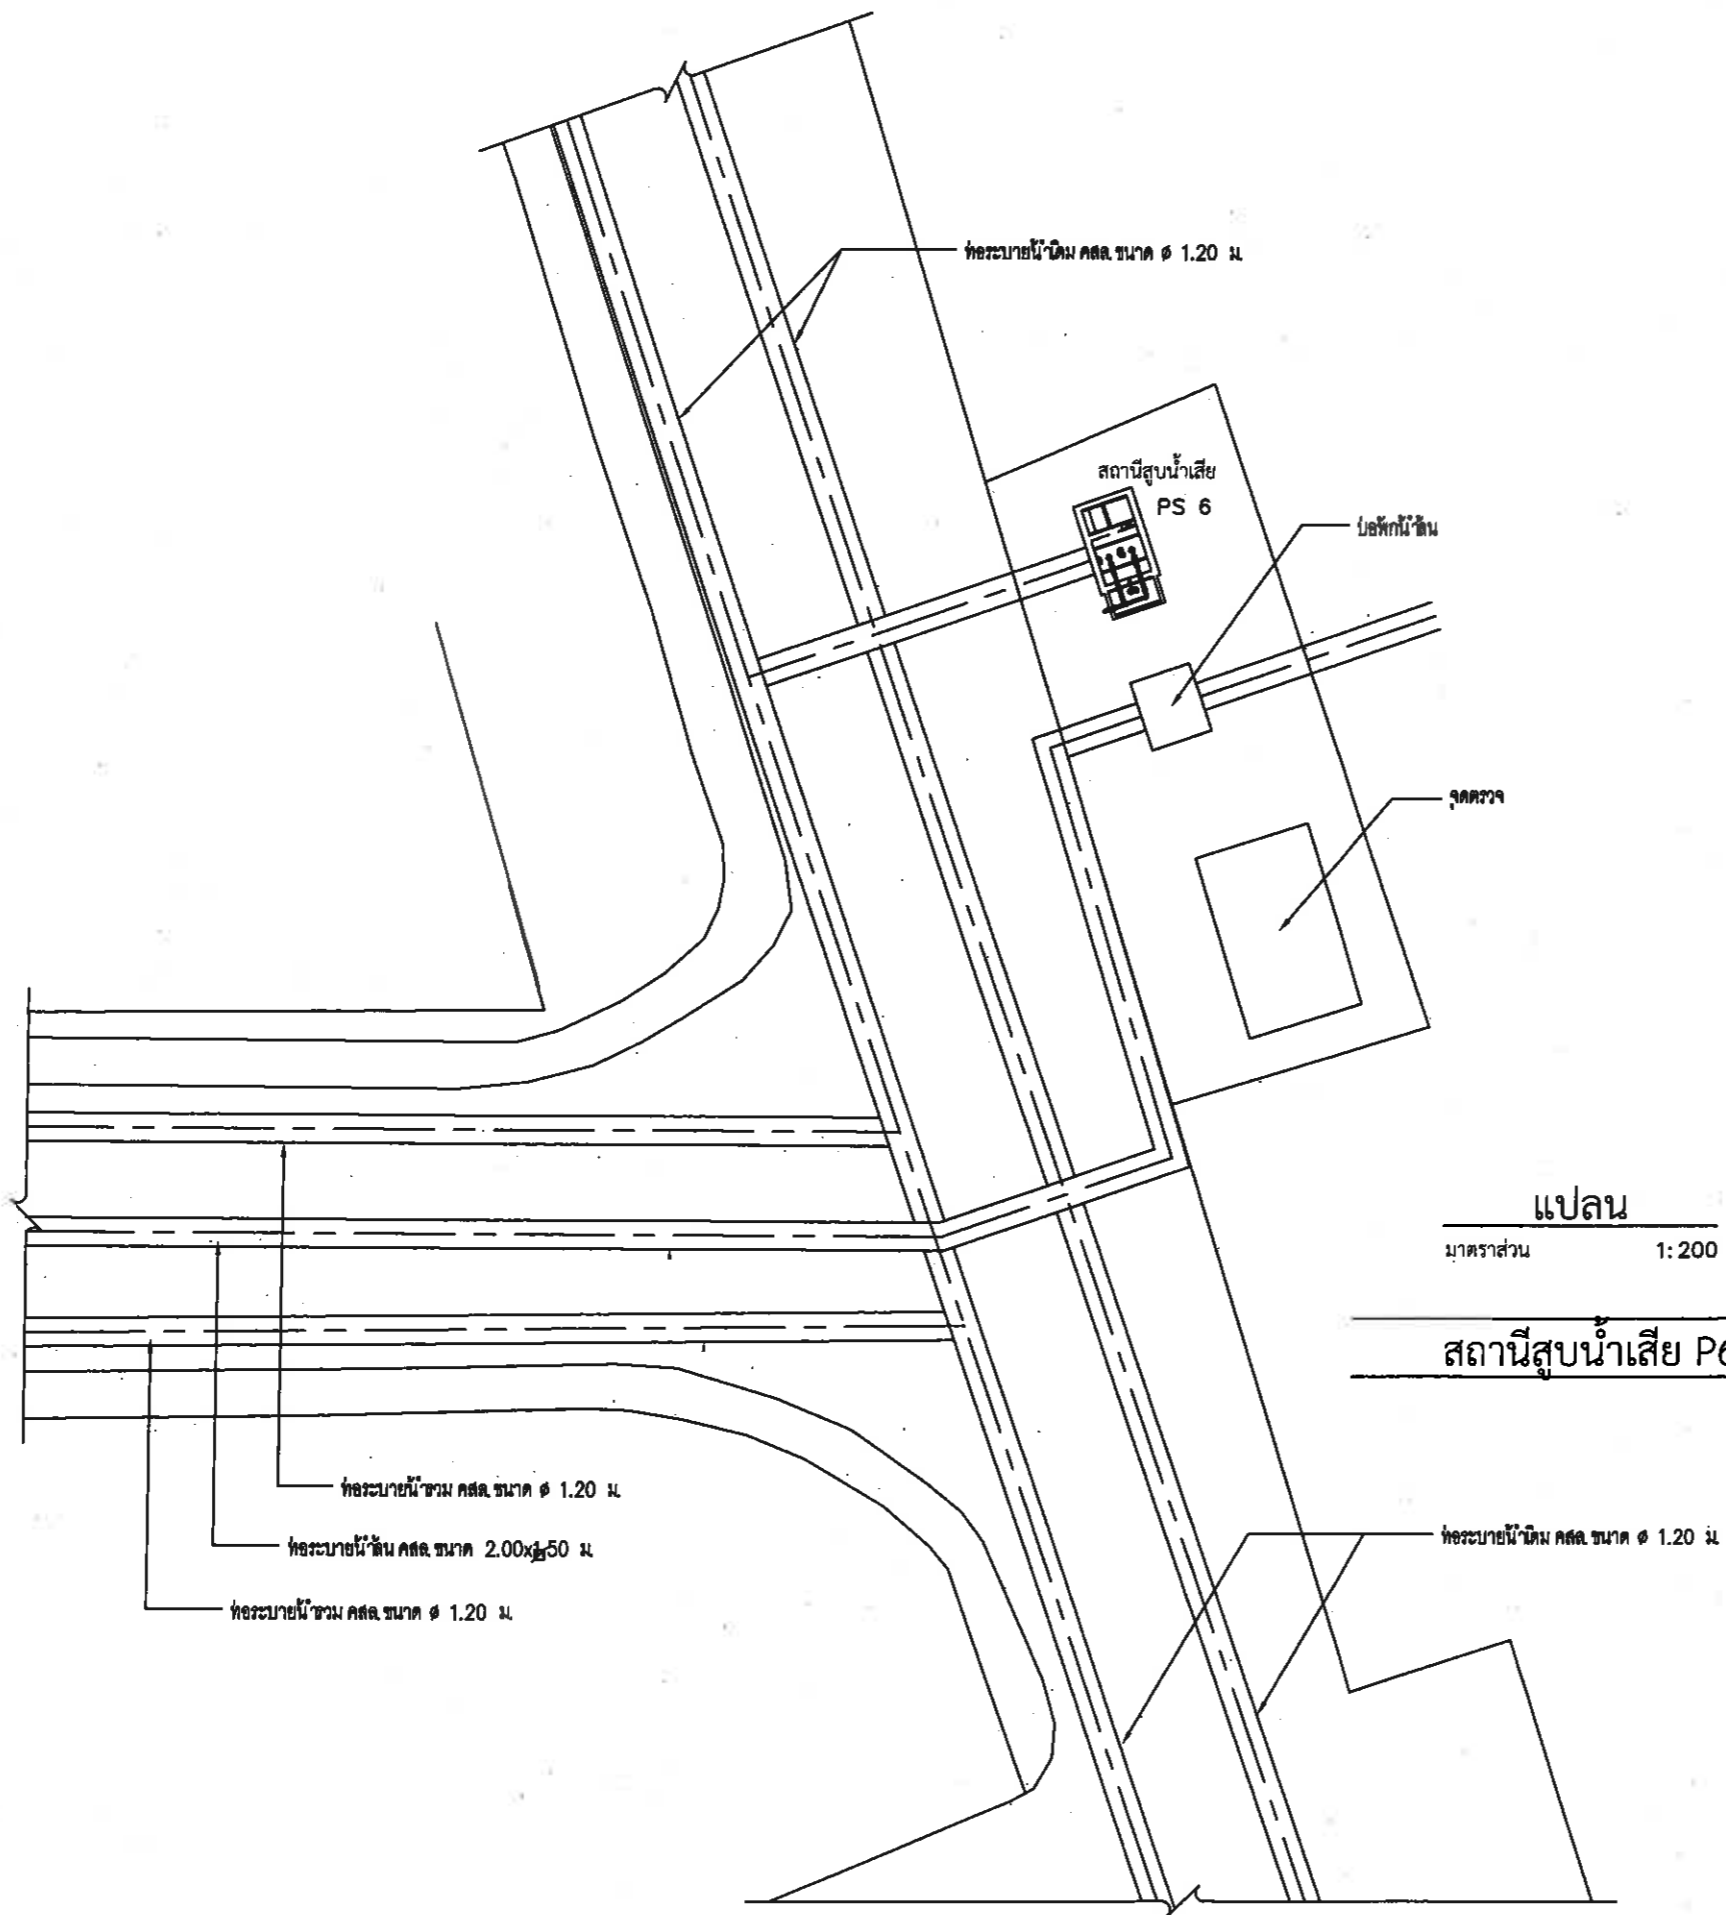 ท่อระบายน้ำเดิม คสล. ขนาด ø 1.20 ม.
สถานีสูบน้ำเสีย
PS 6
บ่อพักน้ำล้น
จุดตรวจ
แปลน
มาตราส่วน 1:200
สถานีสูบน้ำเสีย P6
ท่อระบายน้ำรวม คสล. ขนาด ø 1.20 ม.
ท่อระบายน้ำล้น คสล. ขนาด 2.00x1.50 ม.
ท่อระบายน้ำรวม คสล. ขนาด ø 1.20 ม.
ท่อระบายน้ำเดิม คสล. ขนาด ø 1.20 ม.